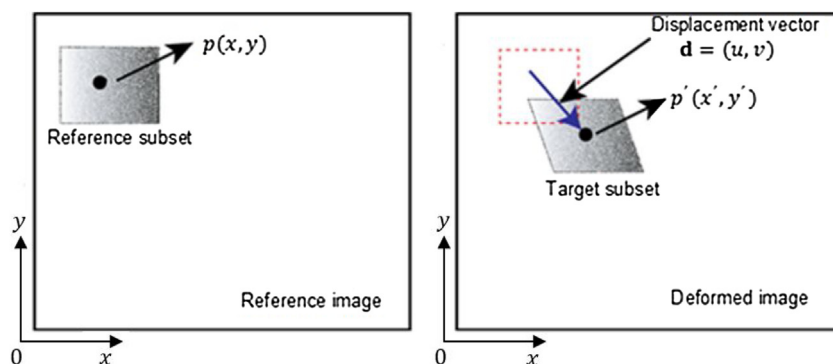 p(x, y)
Reference subset
y
Reference image
0
x
Displacement vector
d = (u, v)
p′(x′, y′)
Target subset
y
Deformed image
0
x